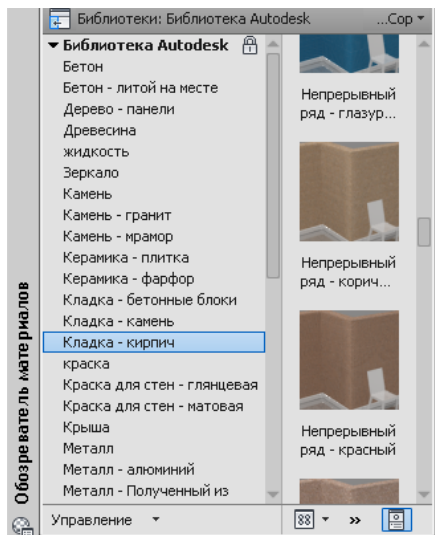 Библиотеки: Библиотека Autodesk
...Сор
Библиотека Autodesk
Бетон
Бетон - литой на месте
Дерево - панели
Древесина
жидкость
Зеркало
Камень
Камень - гранит
Камень - мрамор
Керамика - плитка
Керамика - фарфор
Кладка - бетонные блоки
Кладка - камень
Кладка - кирпич
краска
Краска для стен - глянцевая
Краска для стен - матовая
Крыша
Металл
Металл - алюминий
Металл - Полученный из
Непрерывный
ряд - глазур...
Непрерывный
ряд - корич...
Непрерывный
ряд - красный
Управление
»
Обозреватель материалов